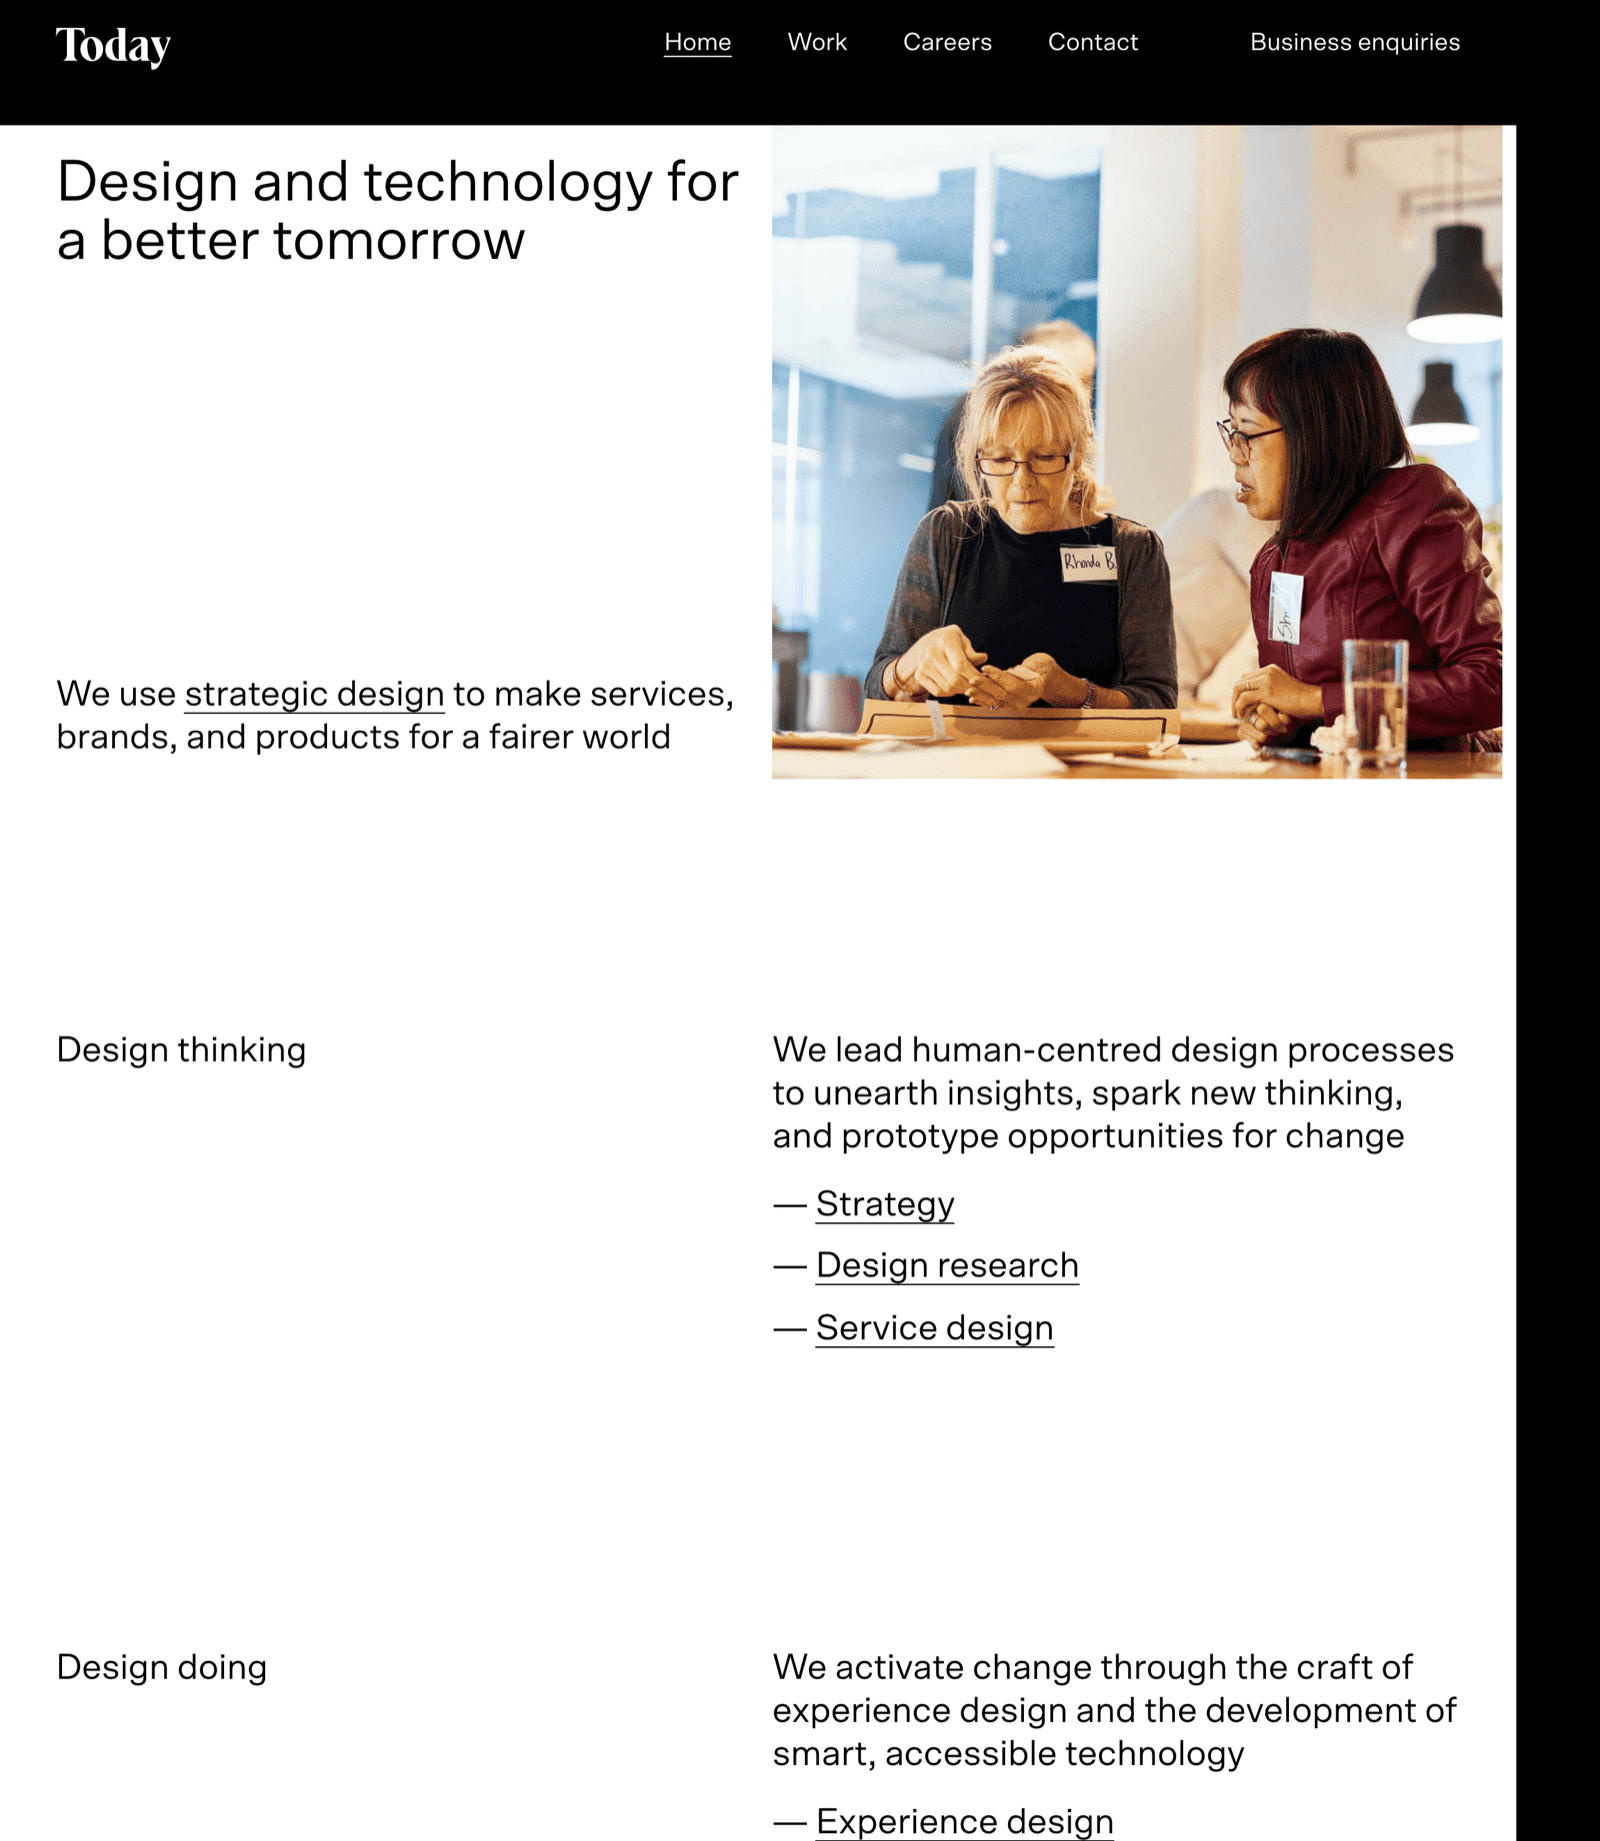 Today
Home Work Careers Contact Business enquiries
Design and technology for
a better tomorrow
Rhonda B.
We use strategic design to make services,
brands, and products for a fairer world
Design thinking
We lead human-centred design processes
to unearth insights, spark new thinking,
and prototype opportunities for change
— Strategy
— Design research
— Service design
Design doing
We activate change through the craft of
experience design and the development of
smart, accessible technology
— Experience design